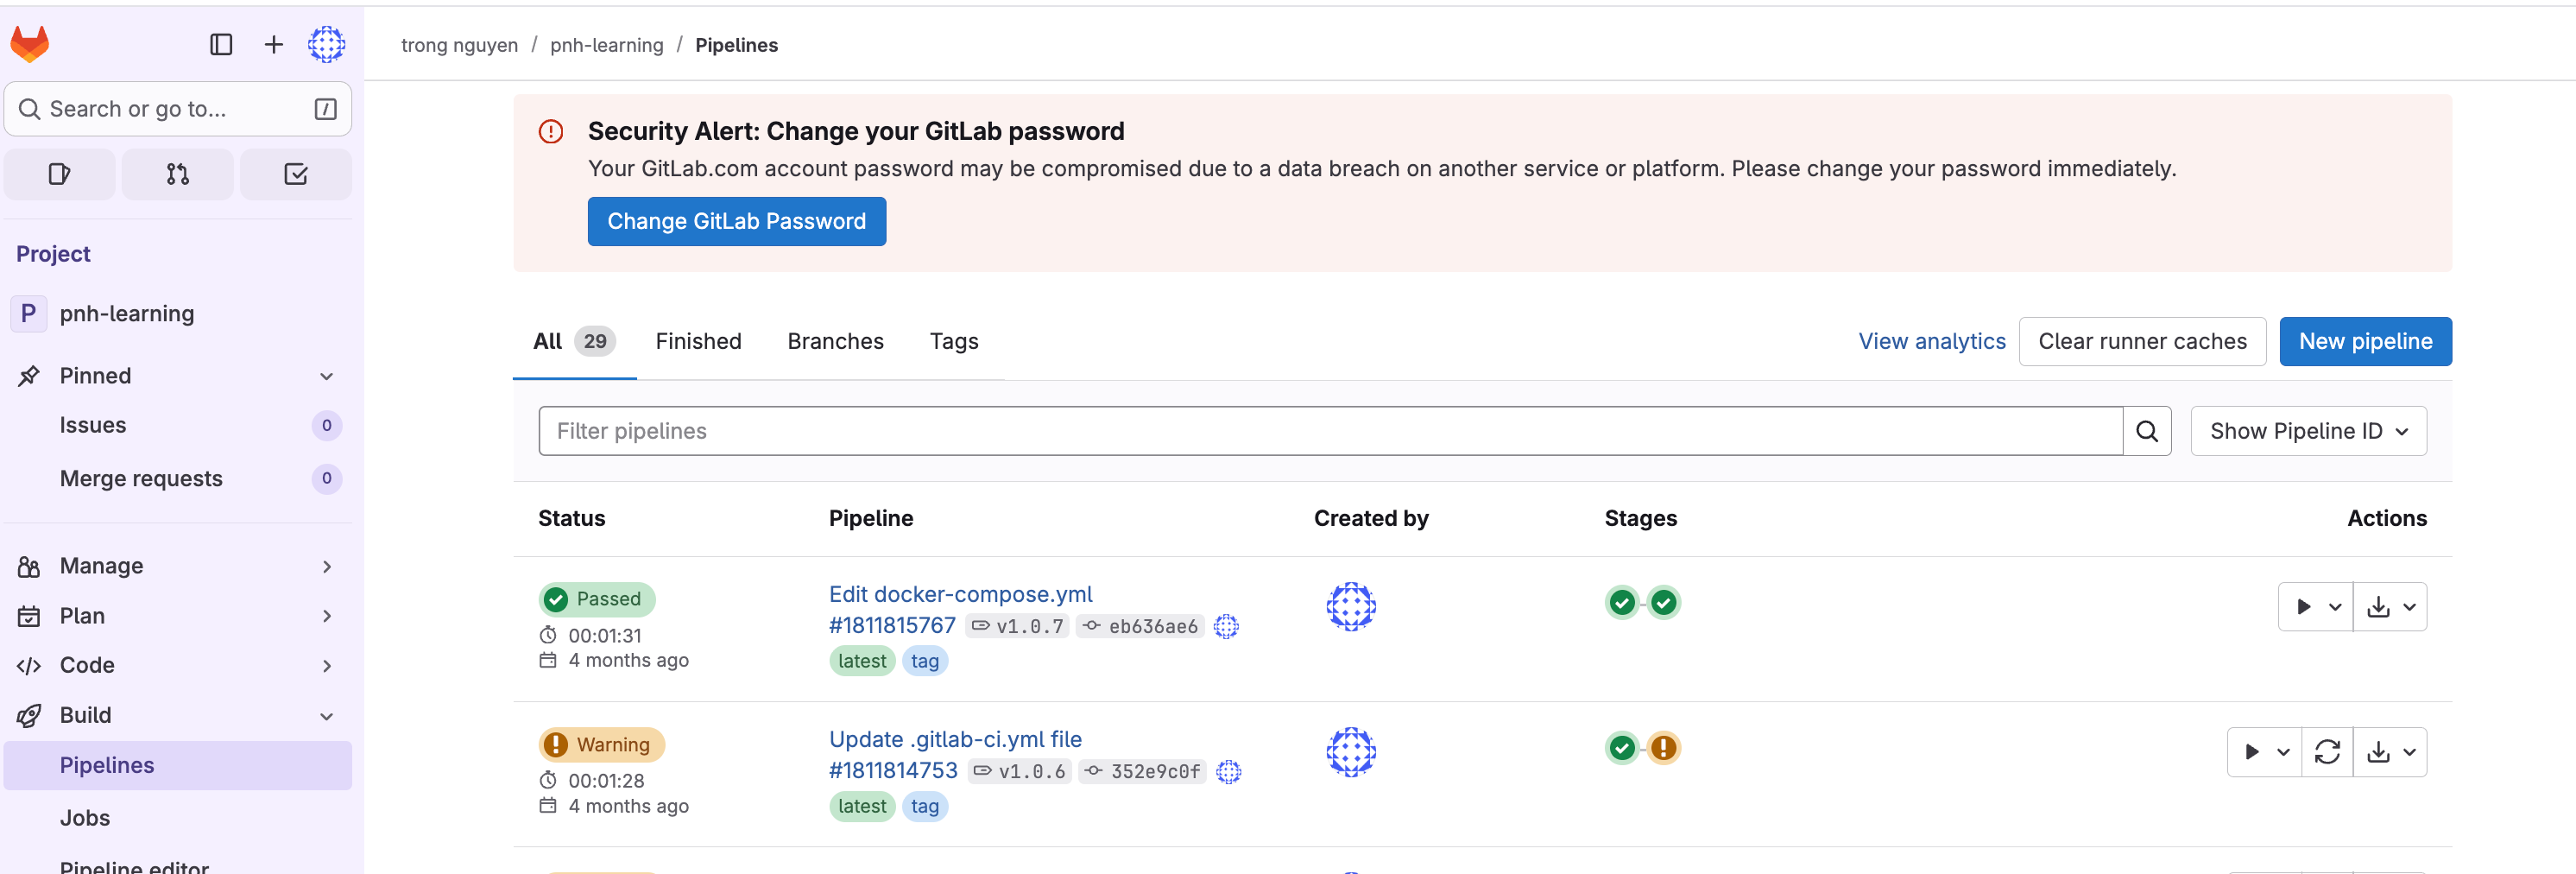 trong nguyen / pnh-learning / Pipelines
Search or go to... /
Project
P pnh-learning
Pinned
Issues 0
Merge requests 0
Manage
Plan
Code
Build
Pipelines
Jobs
Pipeline editor
Security Alert: Change your GitLab password
Your GitLab.com account password may be compromised due to a data breach on another service or platform. Please change your password immediately.
Change GitLab Password
All 29 Finished Branches Tags View analytics Clear runner caches New pipeline
Filter pipelines Show Pipeline ID
Status Pipeline Created by Stages Actions
Passed Edit docker-compose.yml
00:01:31 #1811815767 v1.0.7 eb636ae6
4 months ago latest tag
Warning Update .gitlab-ci.yml file
00:01:28 #1811814753 v1.0.6 352e9c0f
4 months ago latest tag